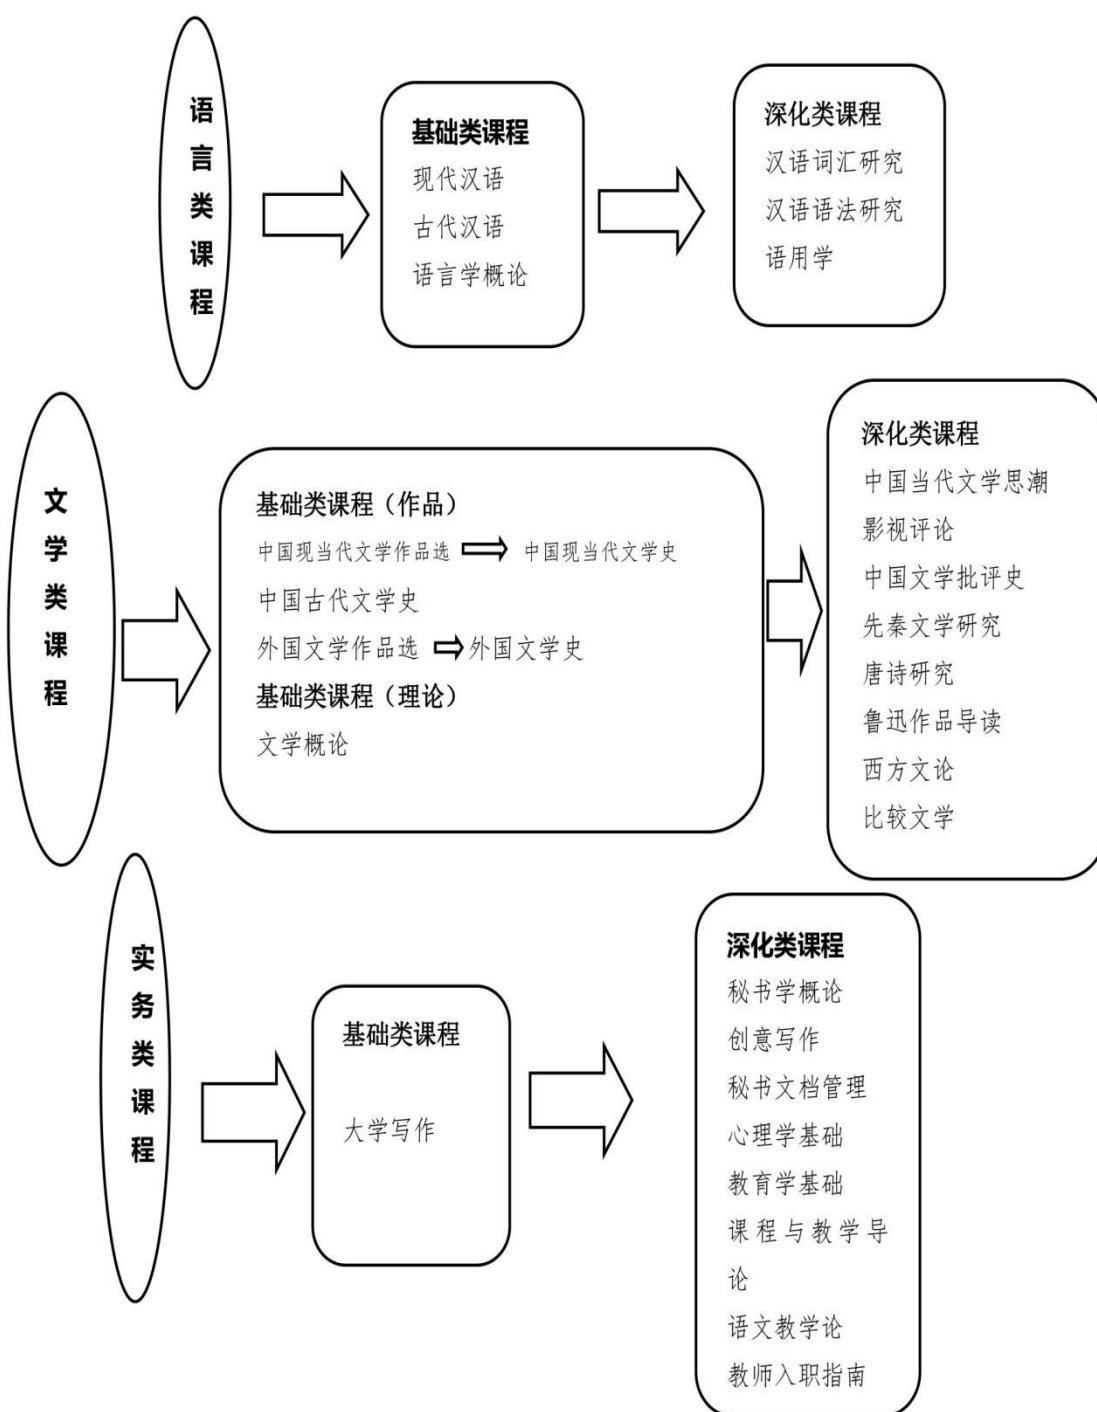 语言类课程
基础类课程
现代汉语
古代汉语
语言学概论
深化类课程
汉语词汇研究
汉语语法研究
语用学
文学类课程
基础类课程（作品）
中国现当代文学作品选 中国现当代文学史
中国古代文学史
外国文学作品选 外国文学史
基础类课程（理论）
文学概论
深化类课程
中国当代文学思潮
影视评论
中国文学批评史
先秦文学研究
唐诗研究
鲁迅作品导读
西方文论
比较文学
实务类课程
基础类课程
大学写作
深化类课程
秘书学概论
创意写作
秘书文档管理
心理学基础
教育学基础
课程与教学导
论
语文教学论
教师入职指南